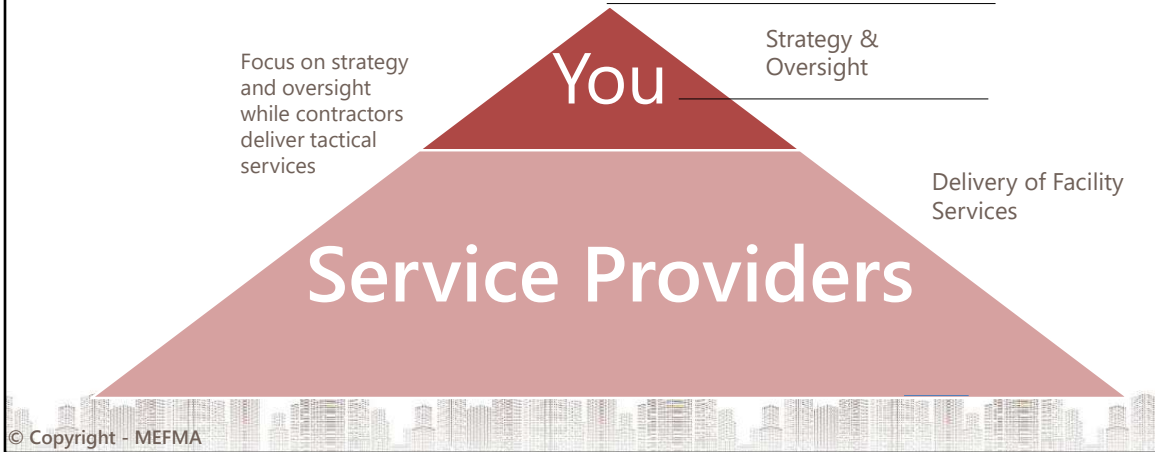 Focus on strategy
and oversight
while contractors
deliver tactical
services
You
Strategy &
Oversight
Delivery of Facility
Services
Service Providers
© Copyright - MEFMA